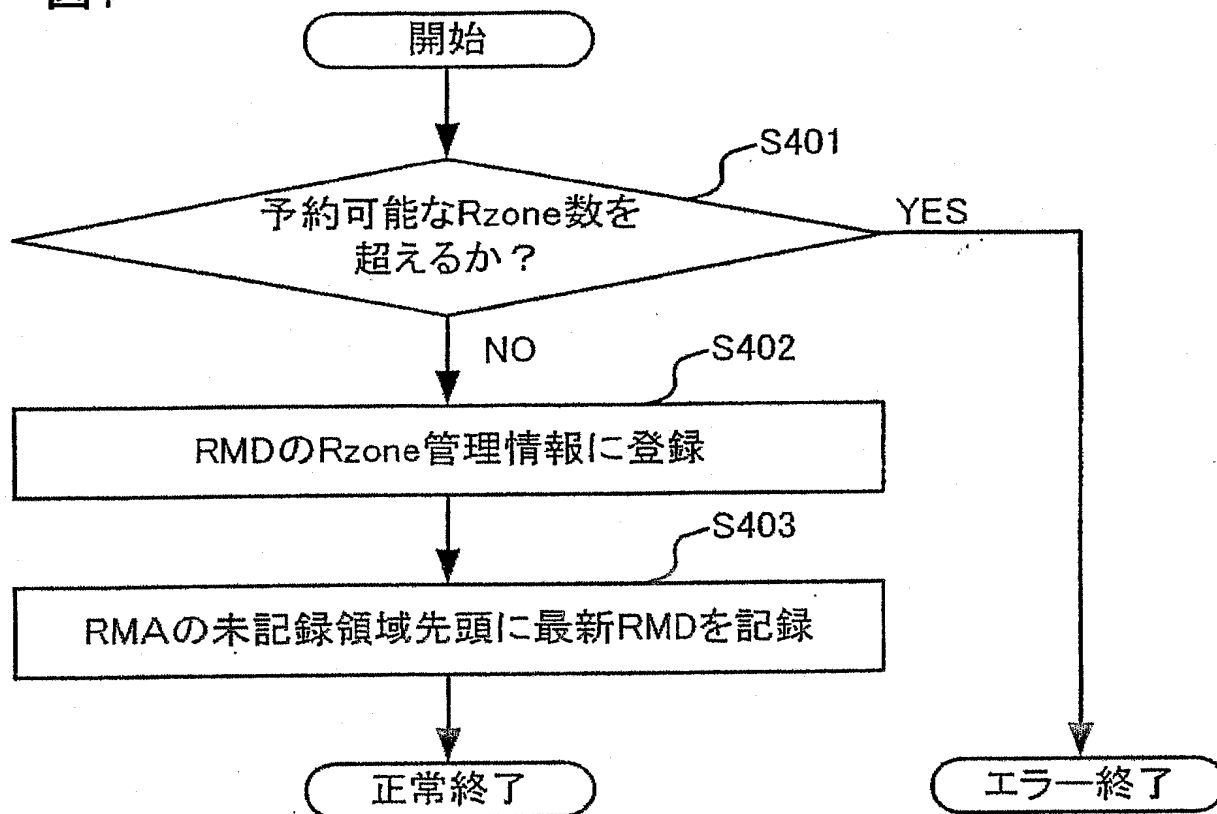 開始
S401
予約可能なRzone数を
超えるか？
YES
NO
S402
RMDのRzone管理情報に登録
S403
RMAの未記録領域先頭に最新RMDを記録
正常終了
エラー終了